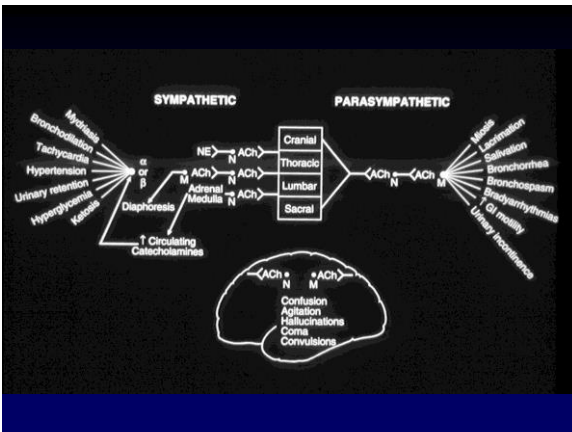 SYMPATHETIC
PARASYMPATHETIC
Mydriasis
Bronchodilation
Tachycardia
Hypertension
Urinary retention
Hyperglycemia
Ketosis
α
or
β
NE
N
ACh
M
ACh
N
ACh
Adrenal
Medulla
N
ACh
Diaphoresis
↑ Circulating
Catecholamines
Cranial
Thoracic
Lumbar
Sacral
ACh
N
ACh
M
Miosis
Lacrimation
Salivation
Bronchorrhea
Bronchospasm
Bradyarrhythmias
↑ GI motility
Urinary incontinence
ACh
N
M
ACh
Confusion
Agitation
Hallucinations
Coma
Convulsions